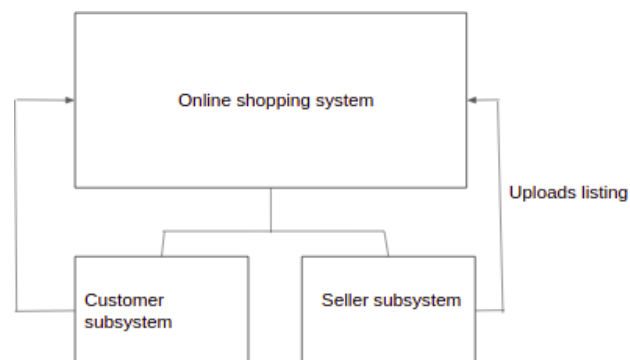 Online shopping system
Uploads listing
Customer
subsystem
Seller subsystem